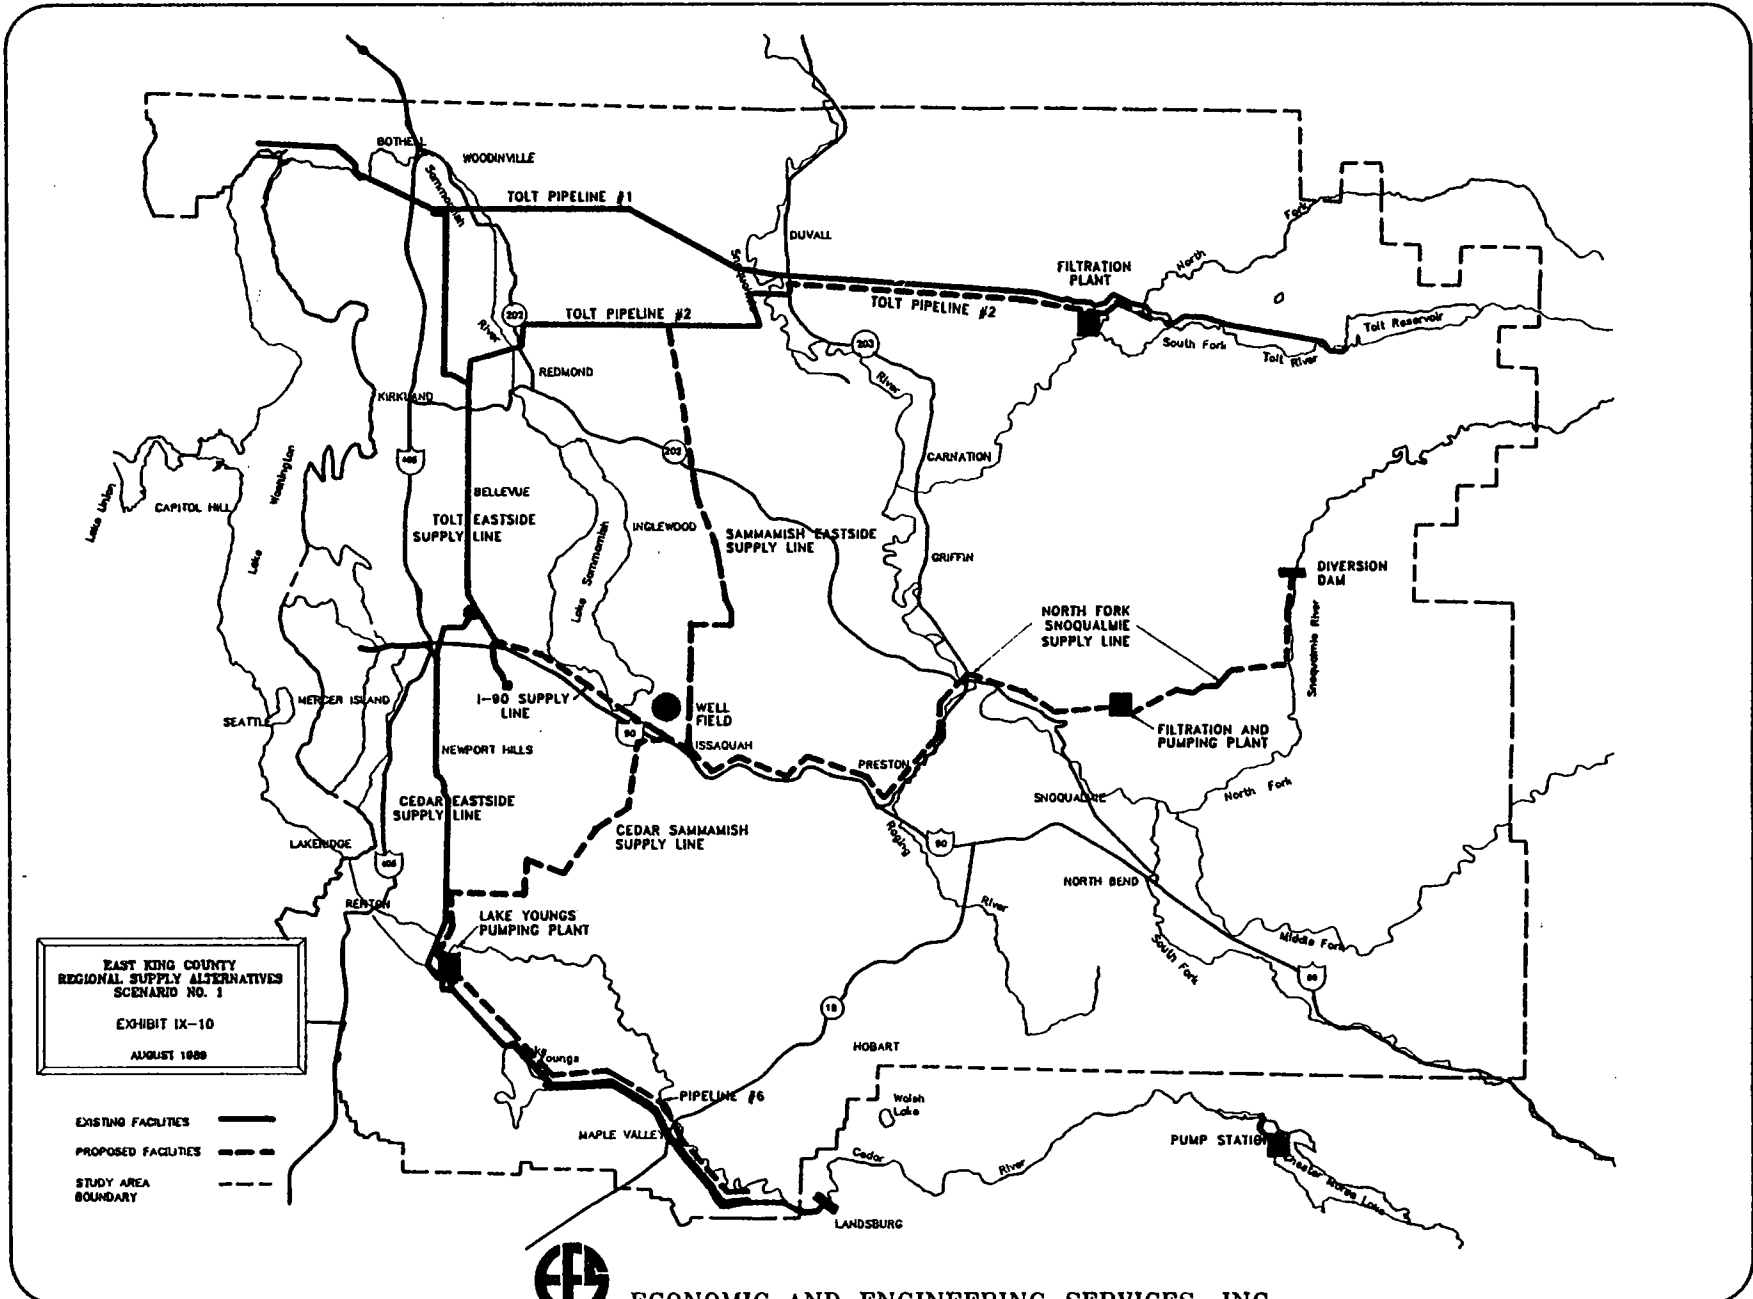 BOTHELL
WOODINVILLE
Sammamish
TOLT PIPELINE #1
DUVALL
FILTRATION
PLANT
North
Fork
TOLT PIPELINE #2
202
River
TOLT PIPELINE #2
203
River
South Fork
Tolt River
Tolt Reservoir
REDMOND
KIRKLAND
202
405
CARNATION
Lake Union
CAPITOL HILL
Lake
Washington
BELLEVUE
TOLT EASTSIDE
SUPPLY LINE
INGLEWOOD
Lake Sammamish
SAMMAMISH EASTSIDE
SUPPLY LINE
GRIFFIN
DIVERSION
DAM
NORTH FORK
SNOQUALMIE
SUPPLY LINE
Snoqualmie River
MERCER ISLAND
I-90 SUPPLY
LINE
SEATTLE
WELL
FIELD
90
ISSAQUAH
NEWPORT HILLS
PRESTON
FILTRATION AND
PUMPING PLANT
North Fork
SNOQUALMIE
CEDAR EASTSIDE
SUPPLY LINE
CEDAR SAMMAMISH
SUPPLY LINE
LAKERIDGE
405
Raging
River
90
NORTH BEND
RENTON
LAKE YOUNGS
PUMPING PLANT
Middle Fork
South Fork
90
EAST KING COUNTY
REGIONAL SUPPLY ALTERNATIVES
SCENARIO NO. 1
EXHIBIT IX-10
AUGUST 1989
18
HOBART
PIPELINE #6
Walsh
Lake
MAPLE VALLEY
Cedar
River
PUMP STATION
Chester Morse Lake
LANDSBURG
EXISTING FACILITIES
PROPOSED FACILITIES
STUDY AREA
BOUNDARY
EES
ECONOMIC AND ENGINEERING SERVICES, INC.